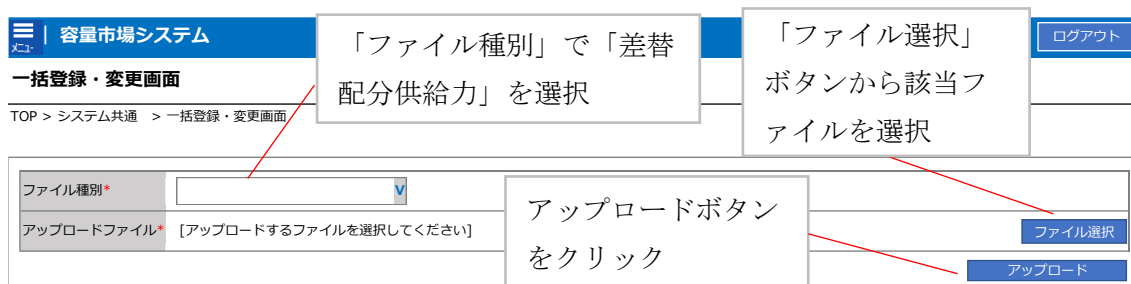 メニュー
容量市場システム
ログアウト
一括登録・変更画面
TOP > システム共通 > 一括登録・変更画面
「ファイル種別」で「差替
配分供給力」を選択
「ファイル選択」
ボタンから該当フ
ァイルを選択
ファイル種別*
V
アップロードファイル*
[アップロードするファイルを選択してください]
ファイル選択
アップロードボタン
をクリック
アップロード